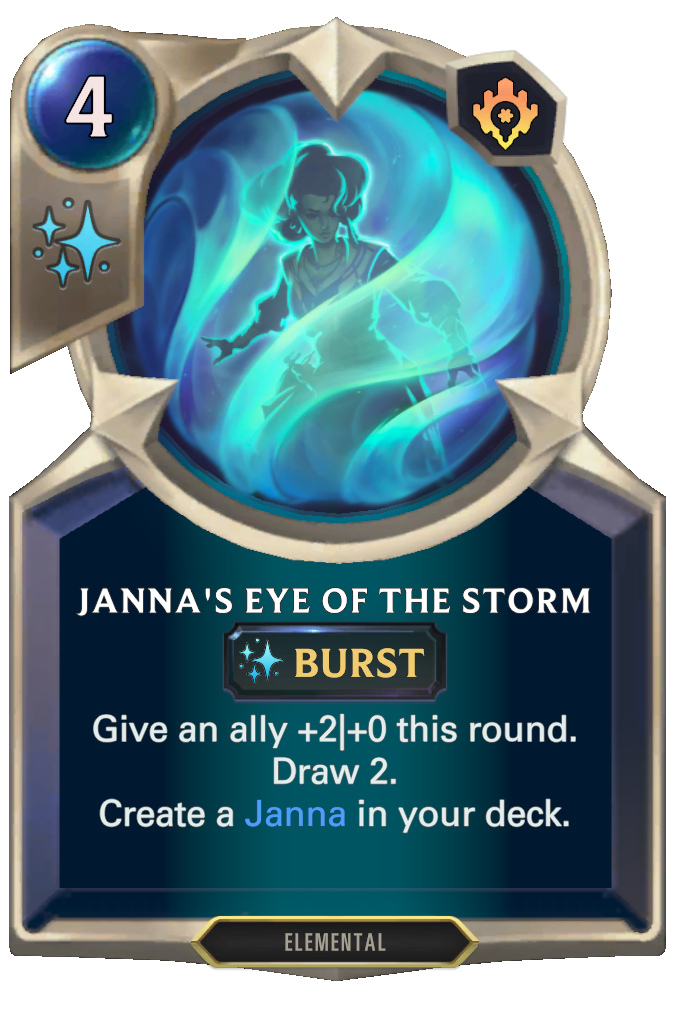 4
JANNA'S EYE OF THE STORM
BURST
Give an ally +2|+0 this round.
Draw 2.
Create a Janna in your deck.
ELEMENTAL